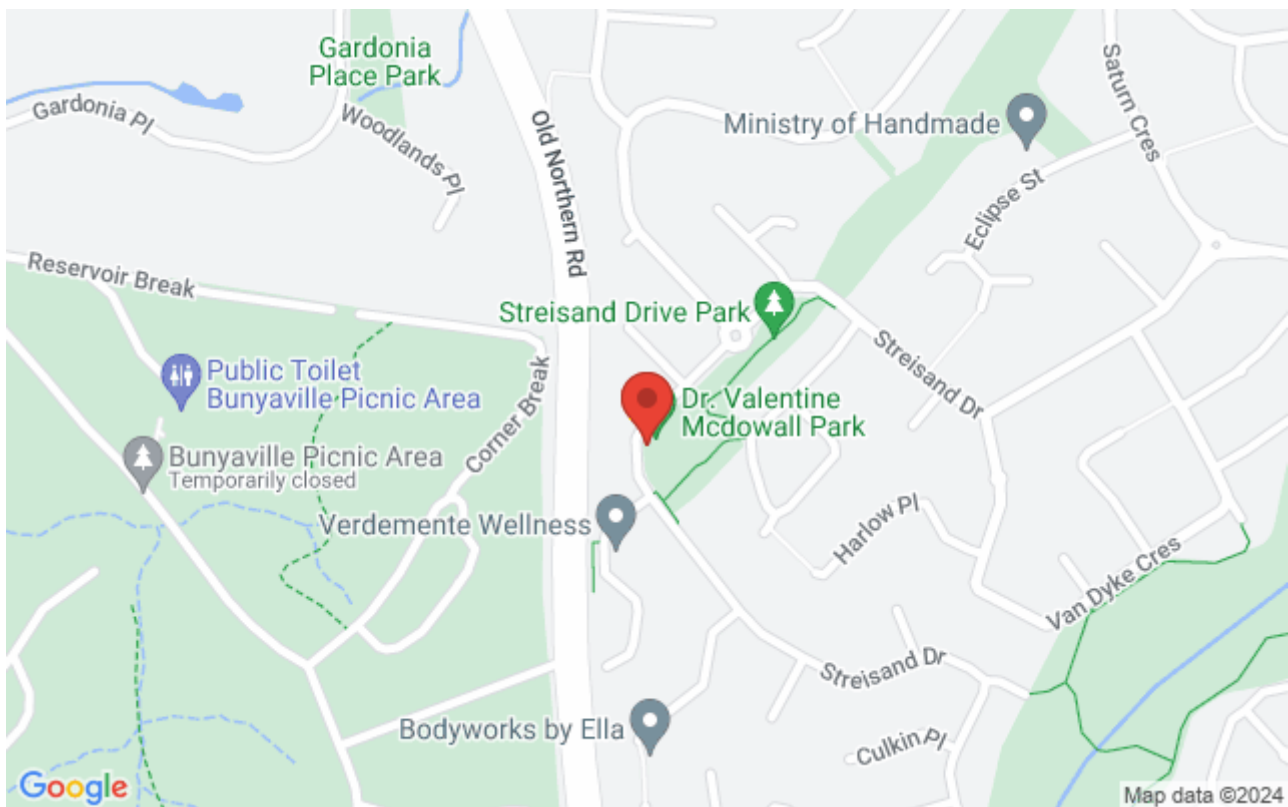 Gardonia
Place Park
Gardonia Pl
Woodlands Pl
Old Northern Rd
Ministry of Handmade
Saturn Cres
Eclipse St
Reservoir Break
Streisand Drive Park
Streisand Dr
Public Toilet
Bunyaville Picnic Area
Corner Break
Dr. Valentine
Mcdowall Park
Bunyaville Picnic Area
Temporarily closed
Verdemente Wellness
Harlow Pl
Van Dyke Cres
Streisand Dr
Bodyworks by Ella
Culkin Pl
Google
Map data ©2024